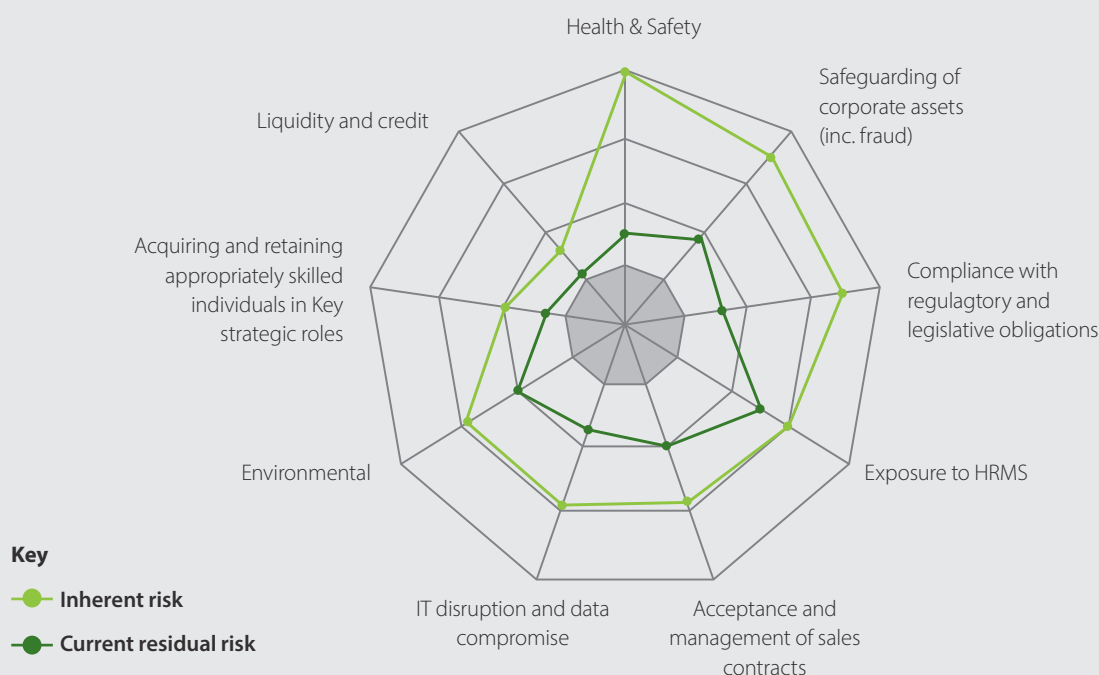 Health & Safety
Safeguarding of
corporate assets
(inc. fraud)
Liquidity and credit
Acquiring and retaining
appropriately skilled
individuals in Key
strategic roles
Compliance with
regulagtory and
legislative obligations
Environmental
Exposure to HRMS
IT disruption and data
compromise
Acceptance and
management of sales
contracts
Key
Inherent risk
Current residual risk